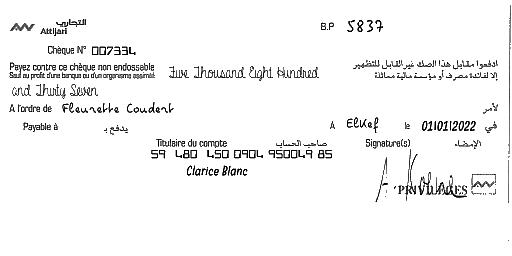 التجاري
Attijari
B.P 5837
Chèque N° 007334
Payez contre ce chèque non endossable
Seul au profit d'une banque ou d'un organisme assimilé
Five Thousand Eight Hundred
ادفعوا مقابل هذا الصك غير القابل للتظهير
إلا لفائدة مصرف أو مؤسسة مالية مماثلة
and Thirty Seven
A l'ordre de Fleurette Coudert لأمر
Payable à يدفع بـ A ElKef le 01/01/2022 في
Titulaire du compte صاحب الحساب Signature(s) الإمضاء
59 480 450 0904 950049 85
Clarice Blanc
PRIVILEGES